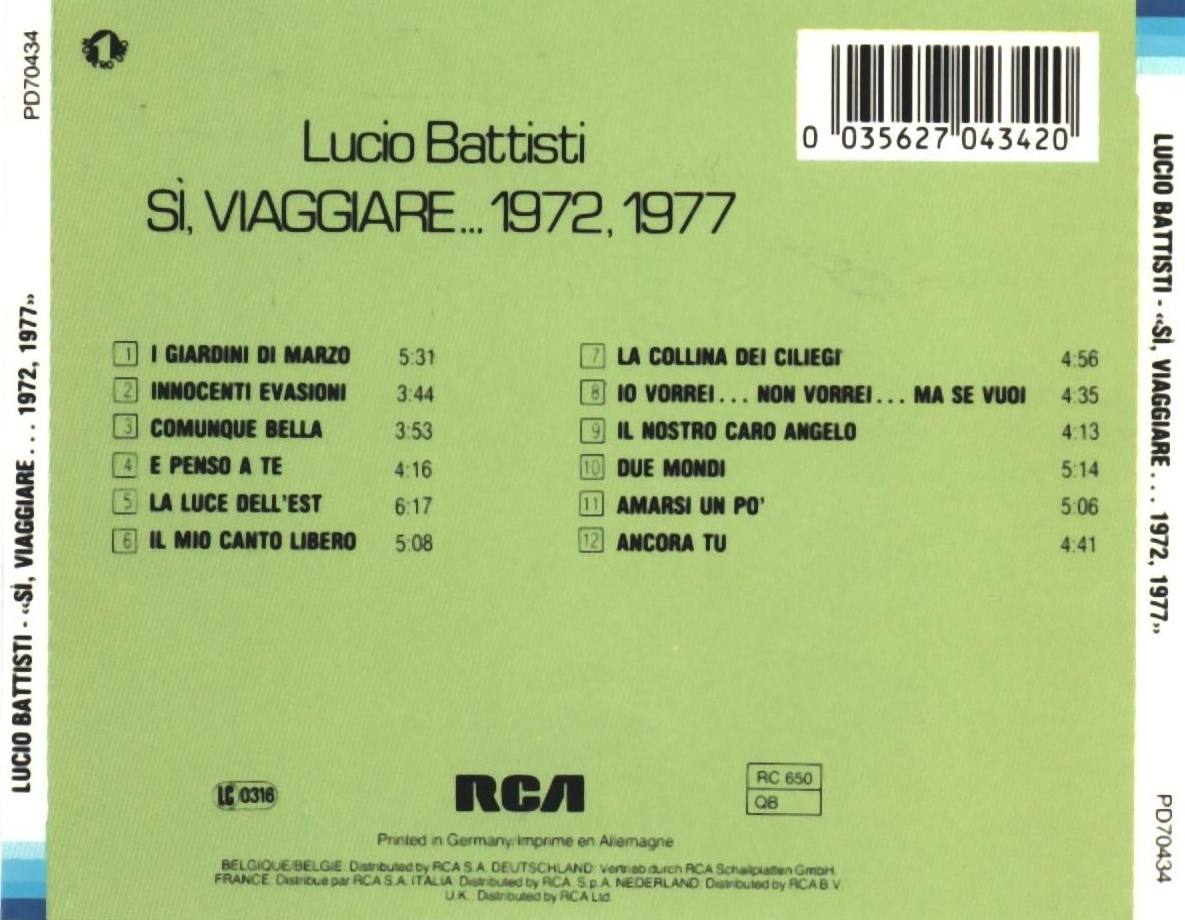 PD70434
LUCIO BATTISTI - «SÌ, VIAGGIARE... 1972, 1977»
NUMERO UNO
1
0 035627 043420
Lucio Battisti
SÌ, VIAGGIARE... 1972, 1977
1 I GIARDINI DI MARZO 5:31
2 INNOCENTI EVASIONI 3:44
3 COMUNQUE BELLA 3:53
4 E PENSO A TE 4:16
5 LA LUCE DELL'EST 6:17
6 IL MIO CANTO LIBERO 5:08
7 LA COLLINA DEI CILIEGI 4:56
8 IO VORREI... NON VORREI... MA SE VUOI 4:35
9 IL NOSTRO CARO ANGELO 4:13
10 DUE MONDI 5:14
11 AMARSI UN PO' 5:06
12 ANCORA TU 4:41
LC 0316
RCA
RC 650
QB
Printed in Germany/Imprimé en Allemagne
BELGIQUE/BELGIË: Distributed by RCA S.A. DEUTSCHLAND: Vertrieb durch RCA Schallplatten GmbH.
FRANCE: Distribué par RCA S.A. ITALIA: Distributed by RCA S.p.A. NEDERLAND: Distributed by RCA B.V.
U.K.: Distributed by RCA Ltd.
LUCIO BATTISTI - «SÌ, VIAGGIARE... 1972, 1977»
PD70434